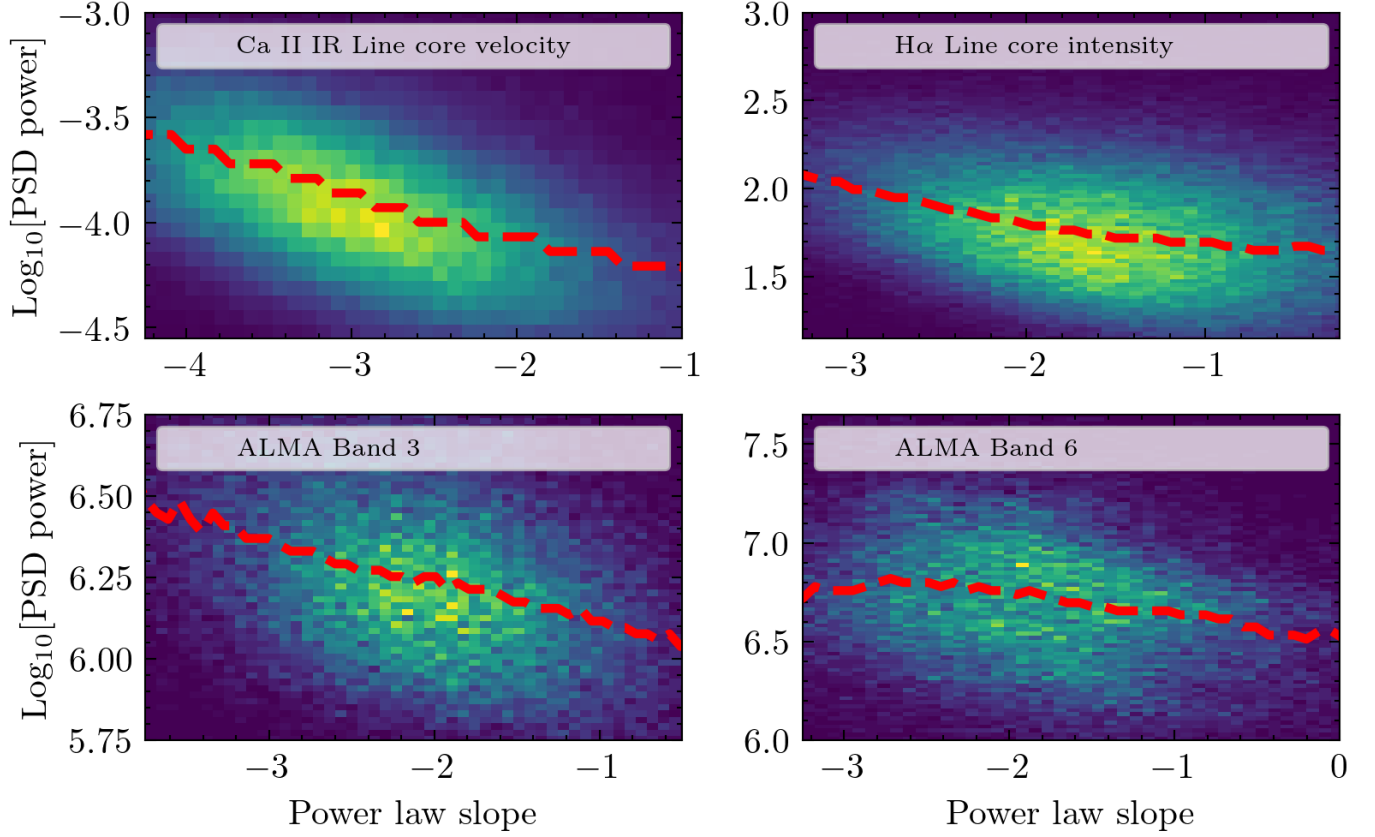 Ca II IR Line core velocity
Hα Line core intensity
Log₁₀[PSD power]
−3.0
−3.5
−4.0
−4.5
−4 −3 −2 −1
3.0
2.5
2.0
1.5
−3 −2 −1
ALMA Band 3
ALMA Band 6
Log₁₀[PSD power]
6.75
6.50
6.25
6.00
5.75
−3 −2 −1
7.5
7.0
6.5
6.0
−3 −2 −1 0
Power law slope
Power law slope